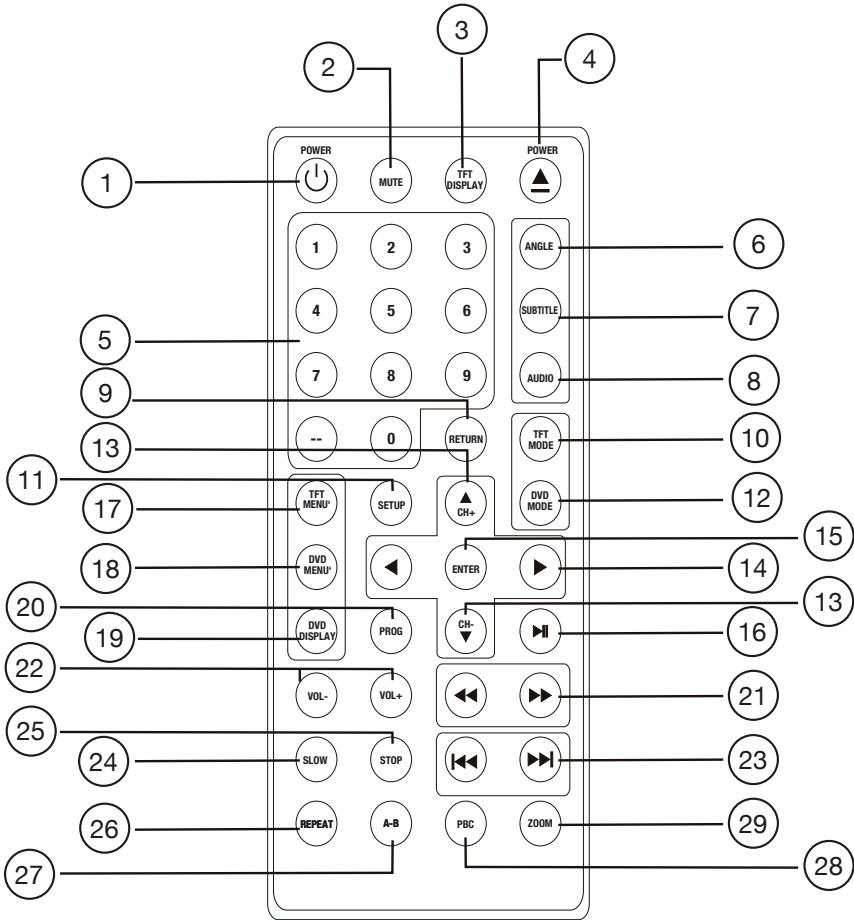 3
2
4
POWER
POWER
1
MUTE
TFT
DISPLAY
1
2
3
ANGLE
6
4
5
6
SUBTITLE
7
5
7
8
9
AUDIO
8
9
--
0
RETURN
TFT
MODE
10
13
11
TFT
MENU'
SETUP
CH+
DVD
MODE
12
17
15
DVD
MENU'
ENTER
14
18
20
13
DVD
DISPLAY
PROG
CH-
16
19
22
VOL-
VOL+
21
25
SLOW
STOP
23
24
REPEAT
A-B
PBC
ZOOM
29
26
27
28